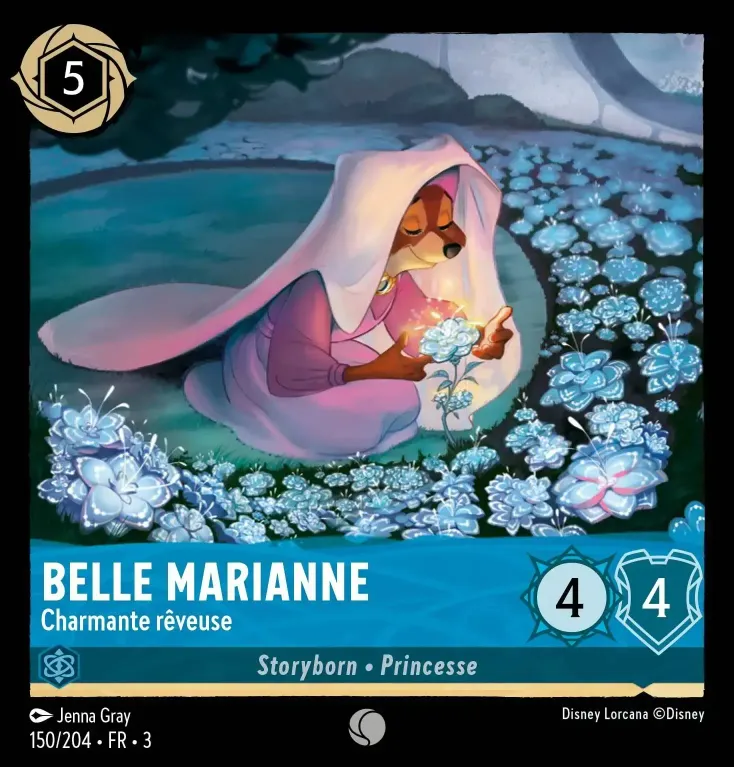 5
BELLE MARIANNE
Charmante rêveuse
4
4
Storyborn • Princesse
Jenna Gray
Disney Lorcana ©Disney
150/204 • FR • 3